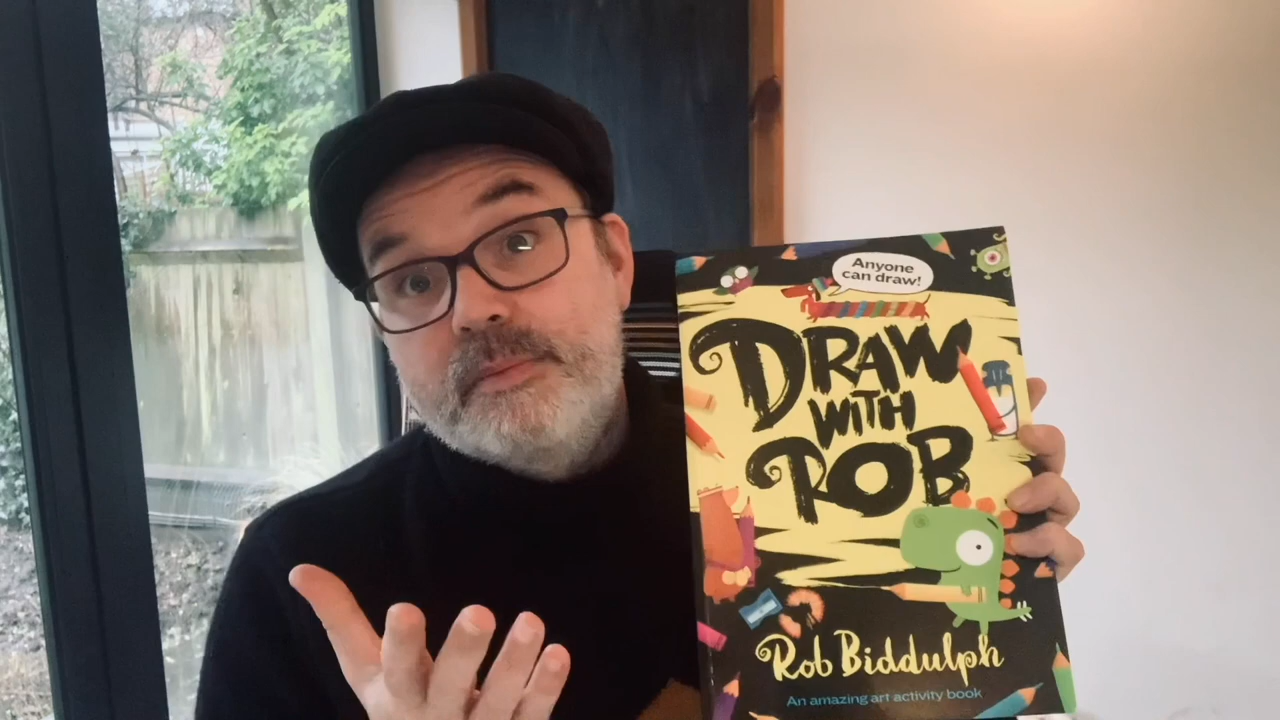 Anyone
can draw!
DRAW
WITH
ROB
Rob Biddulph
An amazing art activity book